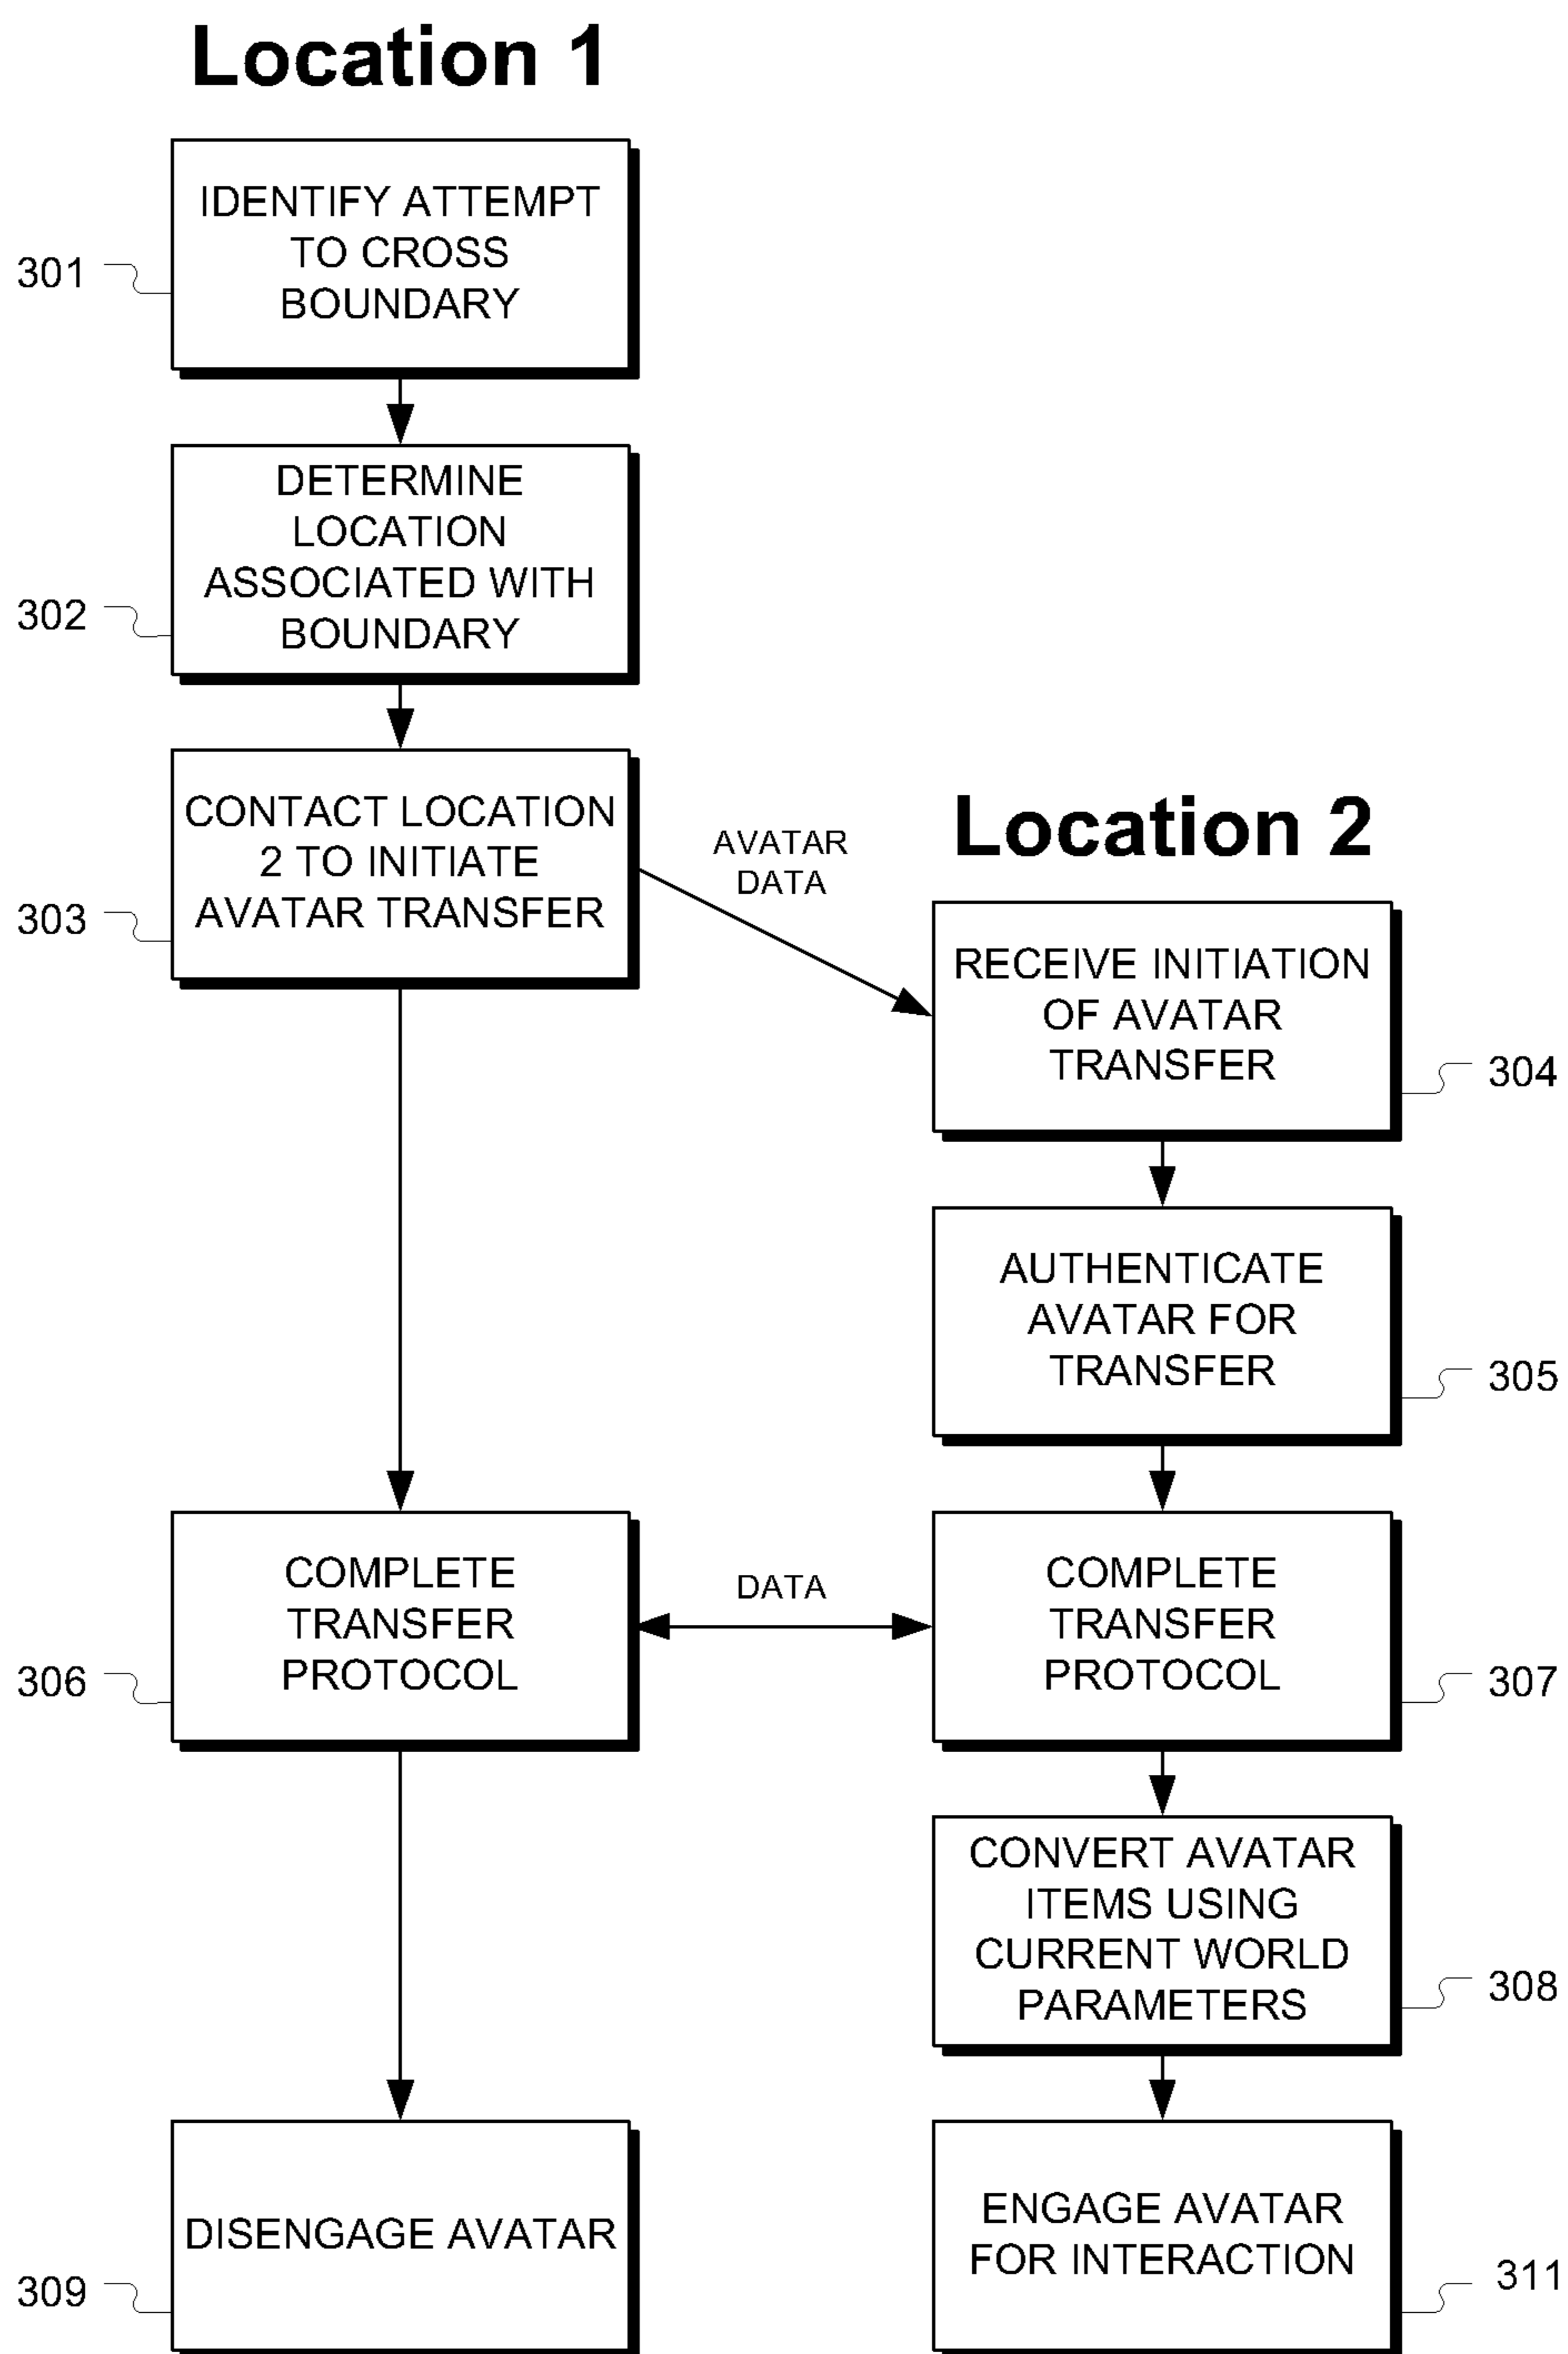 Location 1
IDENTIFY ATTEMPT
TO CROSS
BOUNDARY
301
DETERMINE
LOCATION
ASSOCIATED WITH
BOUNDARY
302
CONTACT LOCATION
2 TO INITIATE
AVATAR TRANSFER
303
AVATAR
DATA
Location 2
RECEIVE INITIATION
OF AVATAR
TRANSFER
304
AUTHENTICATE
AVATAR FOR
TRANSFER
305
COMPLETE
TRANSFER
PROTOCOL
306
DATA
COMPLETE
TRANSFER
PROTOCOL
307
CONVERT AVATAR
ITEMS USING
CURRENT WORLD
PARAMETERS
308
DISENGAGE AVATAR
309
ENGAGE AVATAR
FOR INTERACTION
311